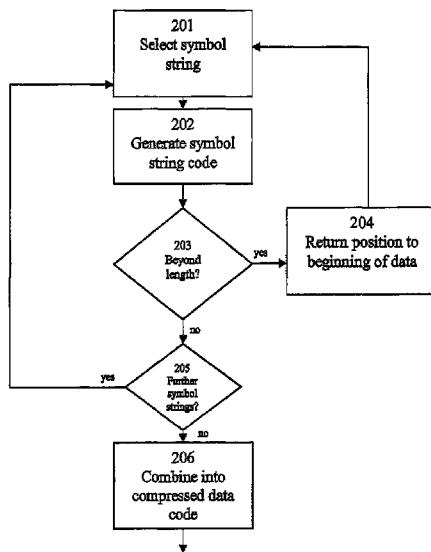 201
Select symbol
string
202
Generate symbol
string code
203
Beyond
length?
yes
204
Return position to
beginning of data
no
205
Further
symbol
strings?
yes
no
206
Combine into
compressed data
code